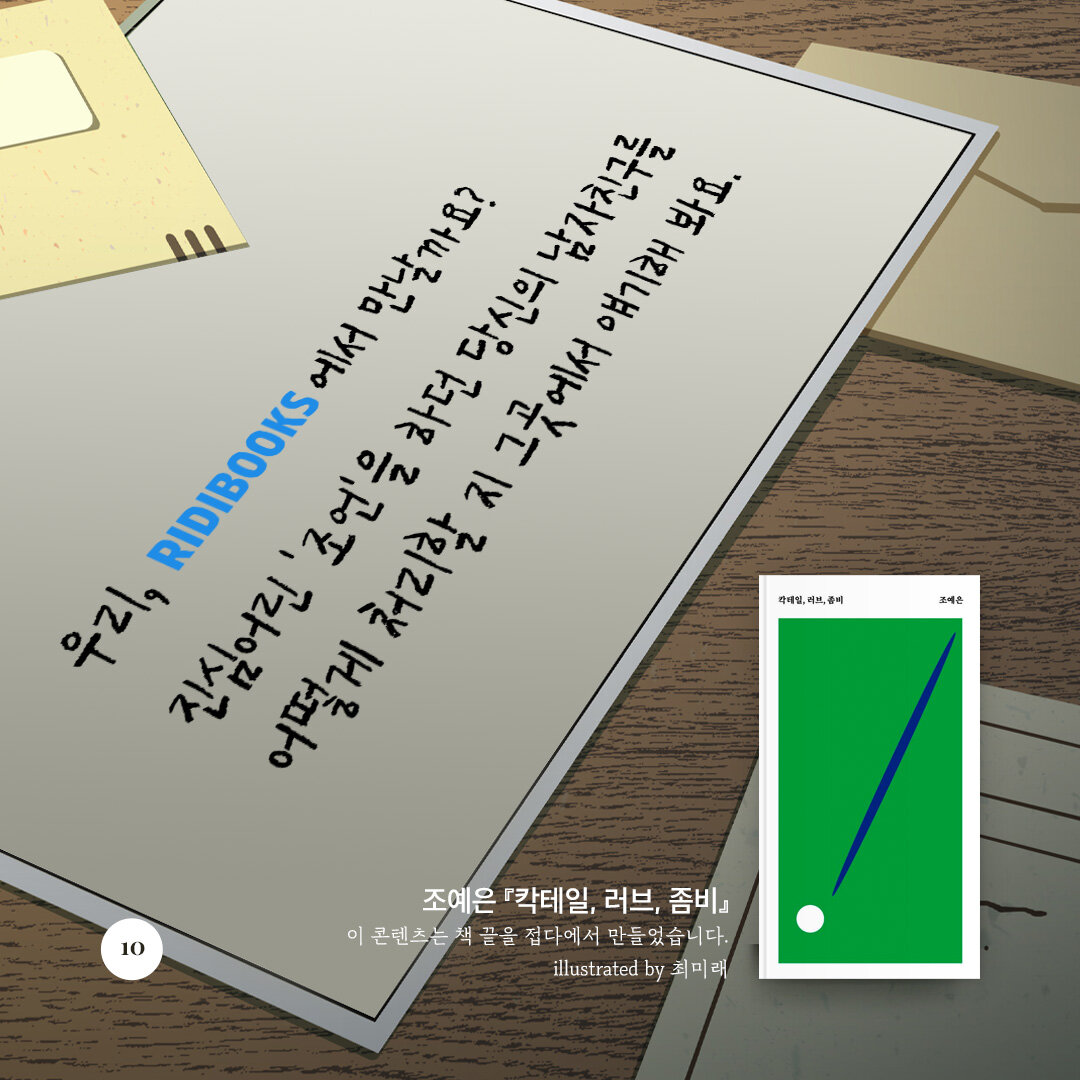 우리, RIDIBOOKS 에서 만날까요?
진심어린 '조언'을 하던 당신의 남자친구를
어떻게 처리할 지 그곳에서 얘기해 봐요.
칵테일, 러브, 좀비 조예은
조예은 『칵테일, 러브, 좀비』
이 콘텐츠는 책 끝을 접다에서 만들었습니다.
illustrated by 최미래
10